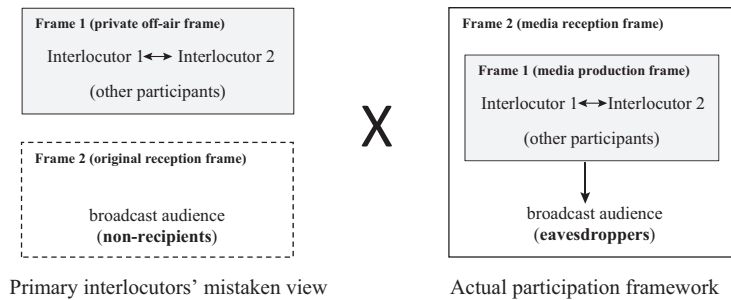 Frame 1 (private off-air frame)
Interlocutor 1↔ Interlocutor 2
(other participants)
Frame 2 (original reception frame)
broadcast audience
(non-recipients)
Primary interlocutors’ mistaken view
X
Frame 2 (media reception frame)
Frame 1 (media production frame)
Interlocutor 1↔Interlocutor 2
(other participants)
broadcast audience
(eavesdroppers)
Actual participation framework